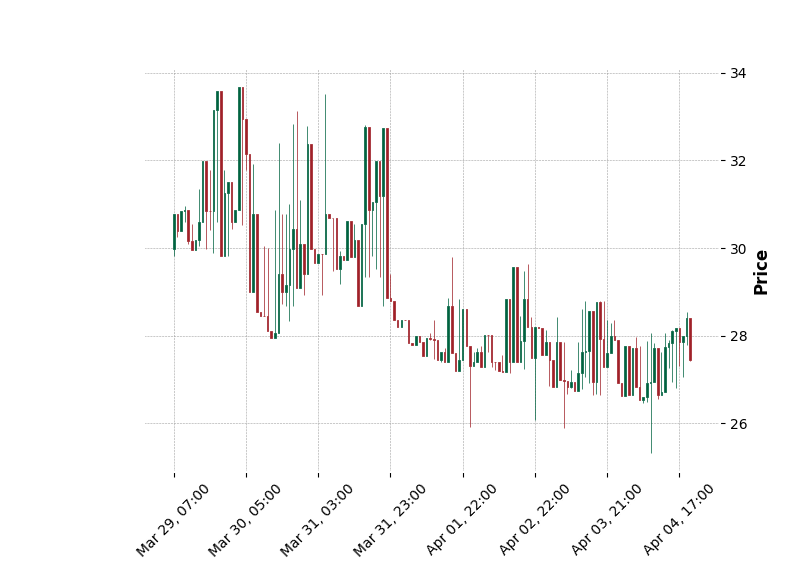 34
32
30
28
26
Price
Mar 29, 07:00
Mar 30, 05:00
Mar 31, 03:00
Mar 31, 23:00
Apr 01, 22:00
Apr 02, 22:00
Apr 03, 21:00
Apr 04, 17:00